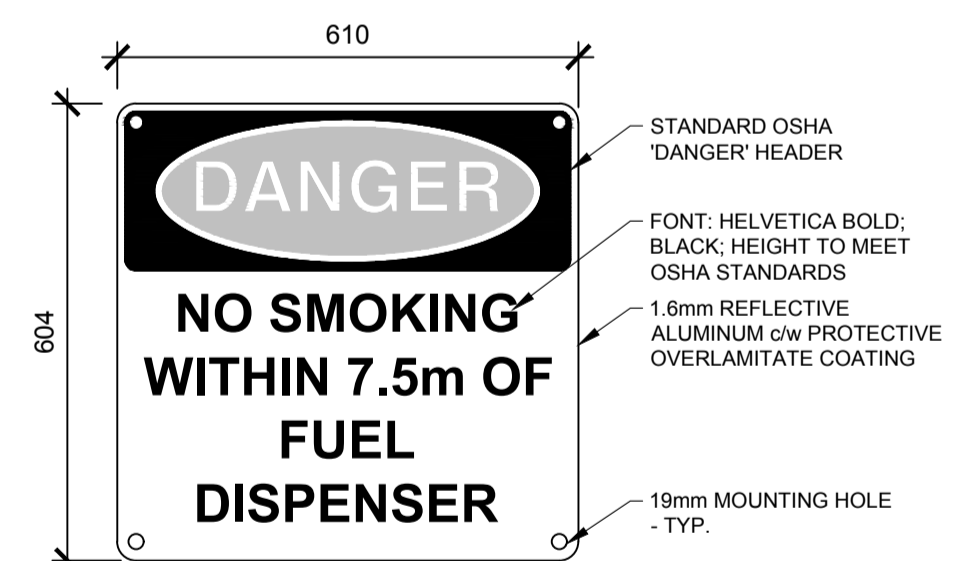 610
604
DANGER
NO SMOKING
WITHIN 7.5m OF
FUEL
DISPENSER
STANDARD OSHA
'DANGER' HEADER
FONT: HELVETICA BOLD;
BLACK; HEIGHT TO MEET
OSHA STANDARDS
1.6mm REFLECTIVE
ALUMINUM c/w PROTECTIVE
OVERLAMITATE COATING
19mm MOUNTING HOLE
- TYP.